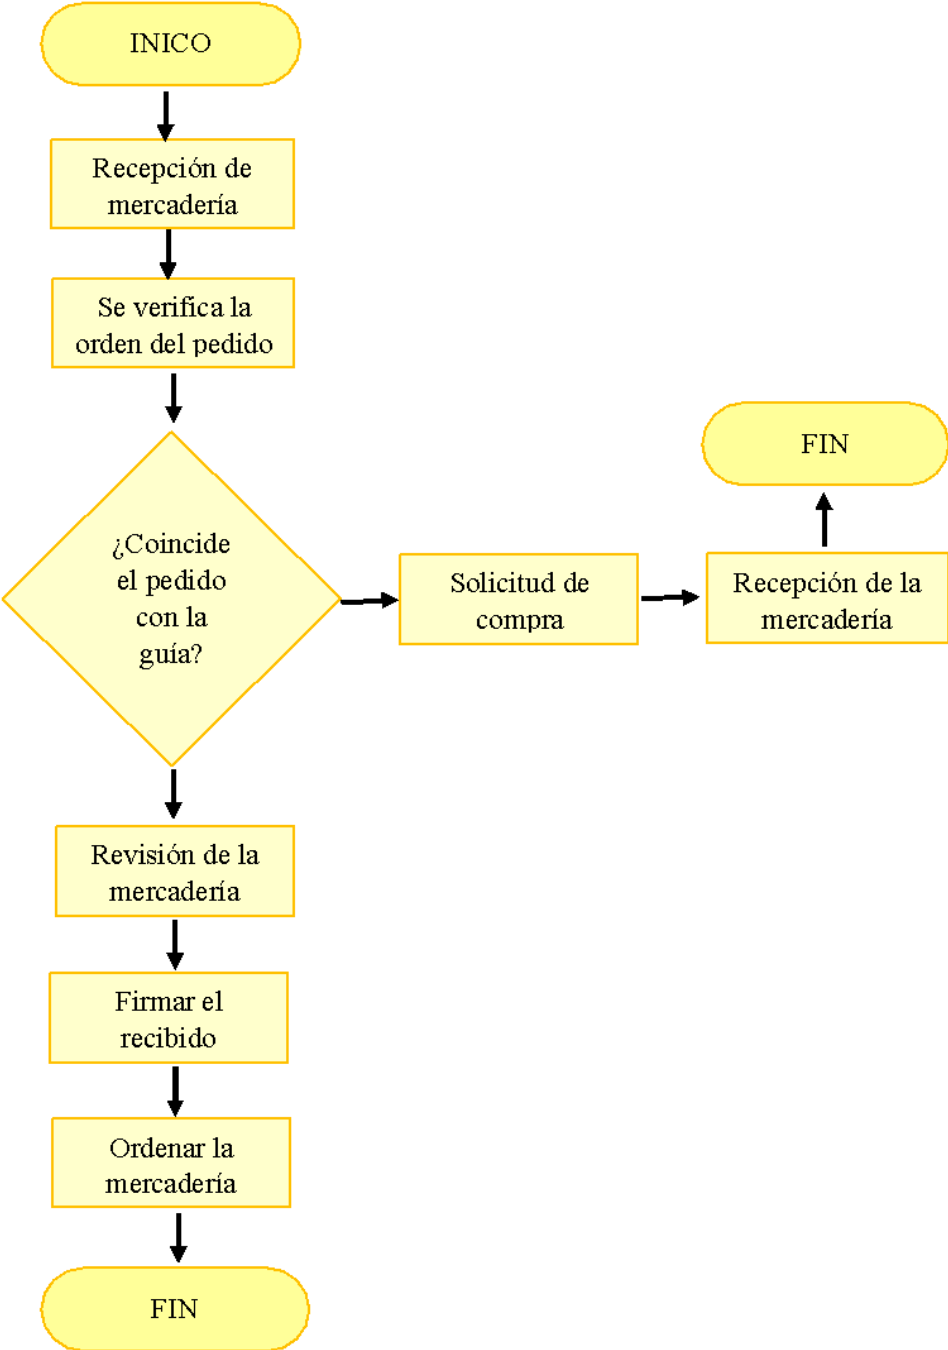 INICO
Recepción de
mercadería
Se verifica la
orden del pedido
¿Coincide
el pedido
con la
guía?
Solicitud de
compra
Recepción de la
mercadería
FIN
Revisión de la
mercadería
Firmar el
recibido
Ordenar la
mercadería
FIN